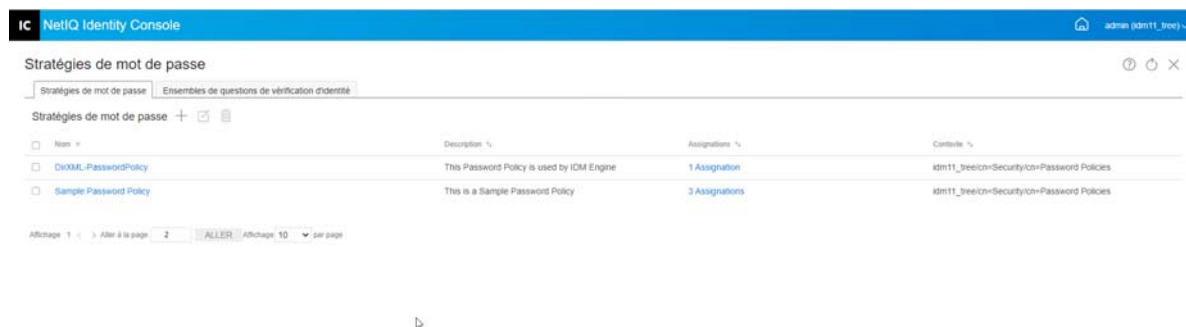 IC NetIQ Identity Console admin (idm11_tree)
Stratégies de mot de passe
Stratégies de mot de passe Ensembles de questions de vérification d'identité
Stratégies de mot de passe
Nom Description Assignations Contexte
DirXML-PasswordPolicy This Password Policy is used by IDM Engine 1 Assignation idm11_tree/cn=Security/cn=Password Policies
Sample Password Policy This is a Sample Password Policy 3 Assignations idm11_tree/cn=Security/cn=Password Policies
Affichage 1 < > Aller à la page 2 ALLER Affichage 10 par page